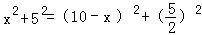 x²+5²=（10－x ）²+（5/2）²